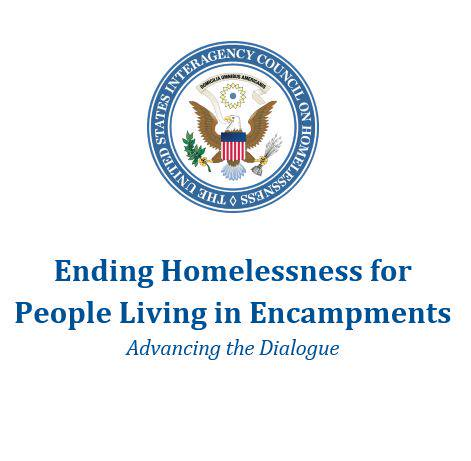 THE UNITED STATES INTERAGENCY COUNCIL ON HOMELESSNESS ◊
DOMICILIA OMNIBUS AMERICANIS
Ending Homelessness for
People Living in Encampments
Advancing the Dialogue